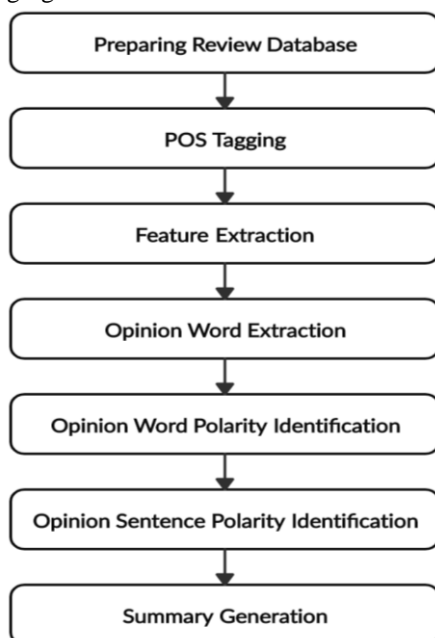 Preparing Review Database
POS Tagging
Feature Extraction
Opinion Word Extraction
Opinion Word Polarity Identification
Opinion Sentence Polarity Identification
Summary Generation